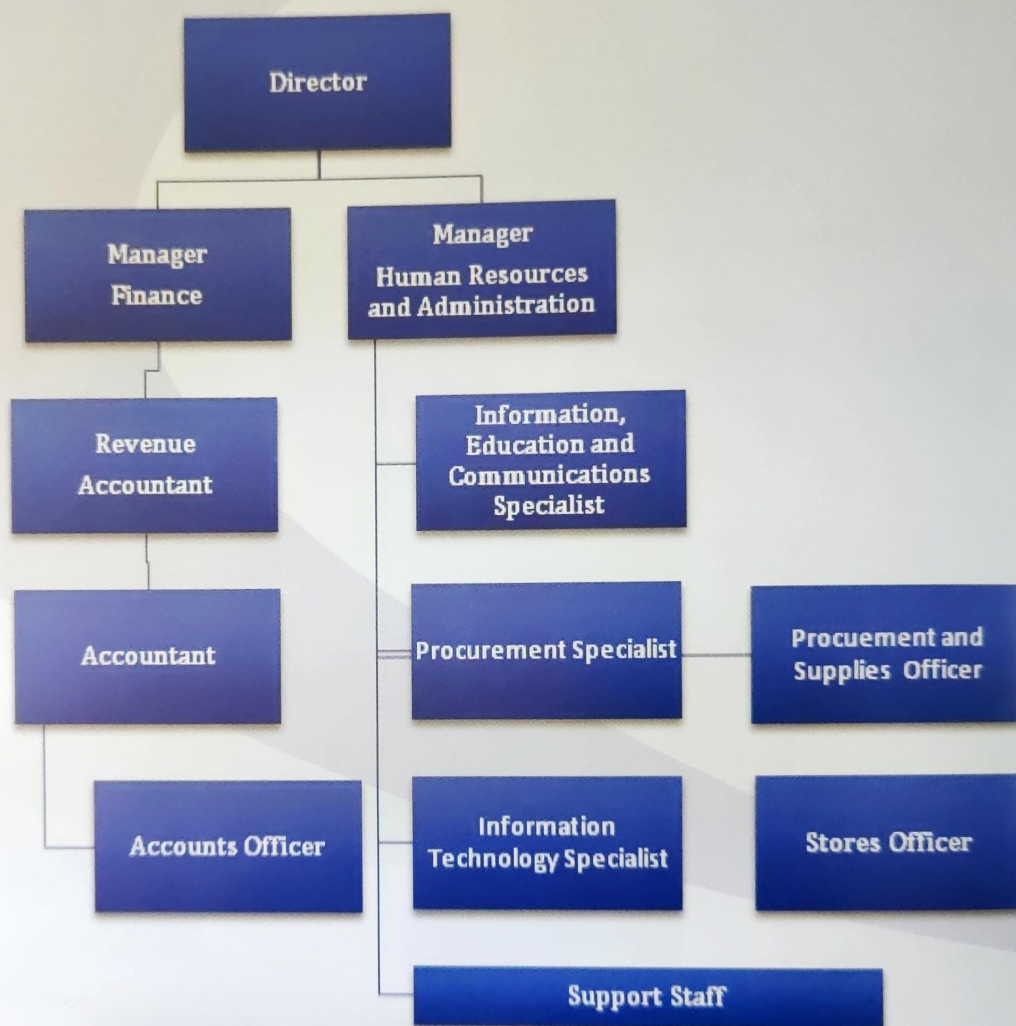 Director
Manager
Finance
Manager
Human Resources
and Administration
Revenue
Accountant
Information,
Education and
Communications
Specialist
Accountant
Procurement Specialist
Procuement and
Supplies Officer
Accounts Officer
Information
Technology Specialist
Stores Officer
Support Staff